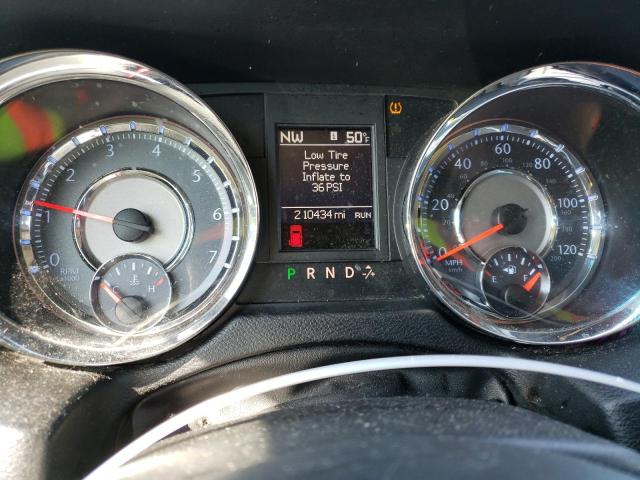 NW 50°F
Low Tire
Pressure
Inflate to
36 PSI
210434 mi RUN
P R N D
0 1 2 3 4 5 6 7
RPM
x1000
C H
0 20 40 60 80 100 120
MPH
km/h
E F